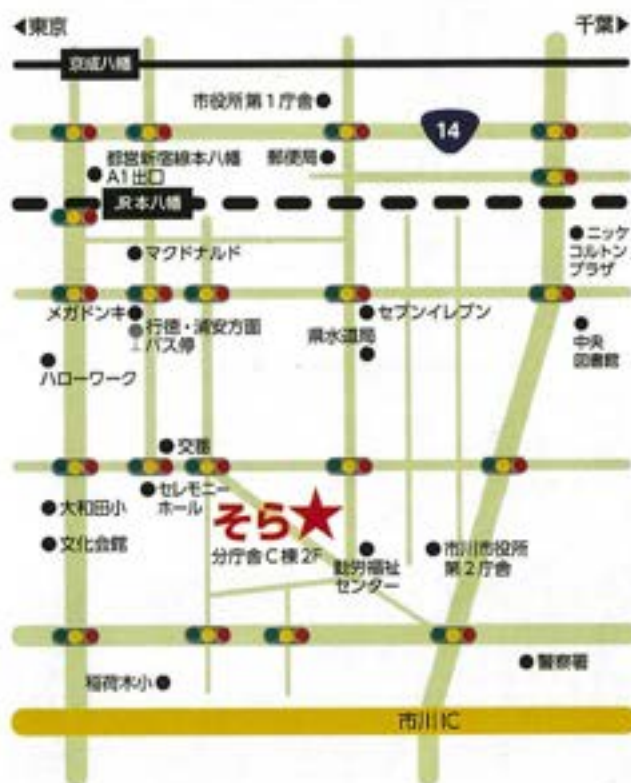 ◀東京
千葉▶
京成八幡
市役所第1庁舎
14
都営新宿線本八幡
A1出口
郵便局
JR本八幡
ニッケ
コルトン
プラザ
マクドナルド
メガドンキ
行徳・浦安方面
バス停
セブンイレブン
県水道局
中央
図書館
ハローワーク
交番
セレモニー
ホール
大和田小
文化会館
そら
分庁舎C棟2F
勤労福祉
センター
市川市役所
第2庁舎
警察署
稲荷木小
市川IC